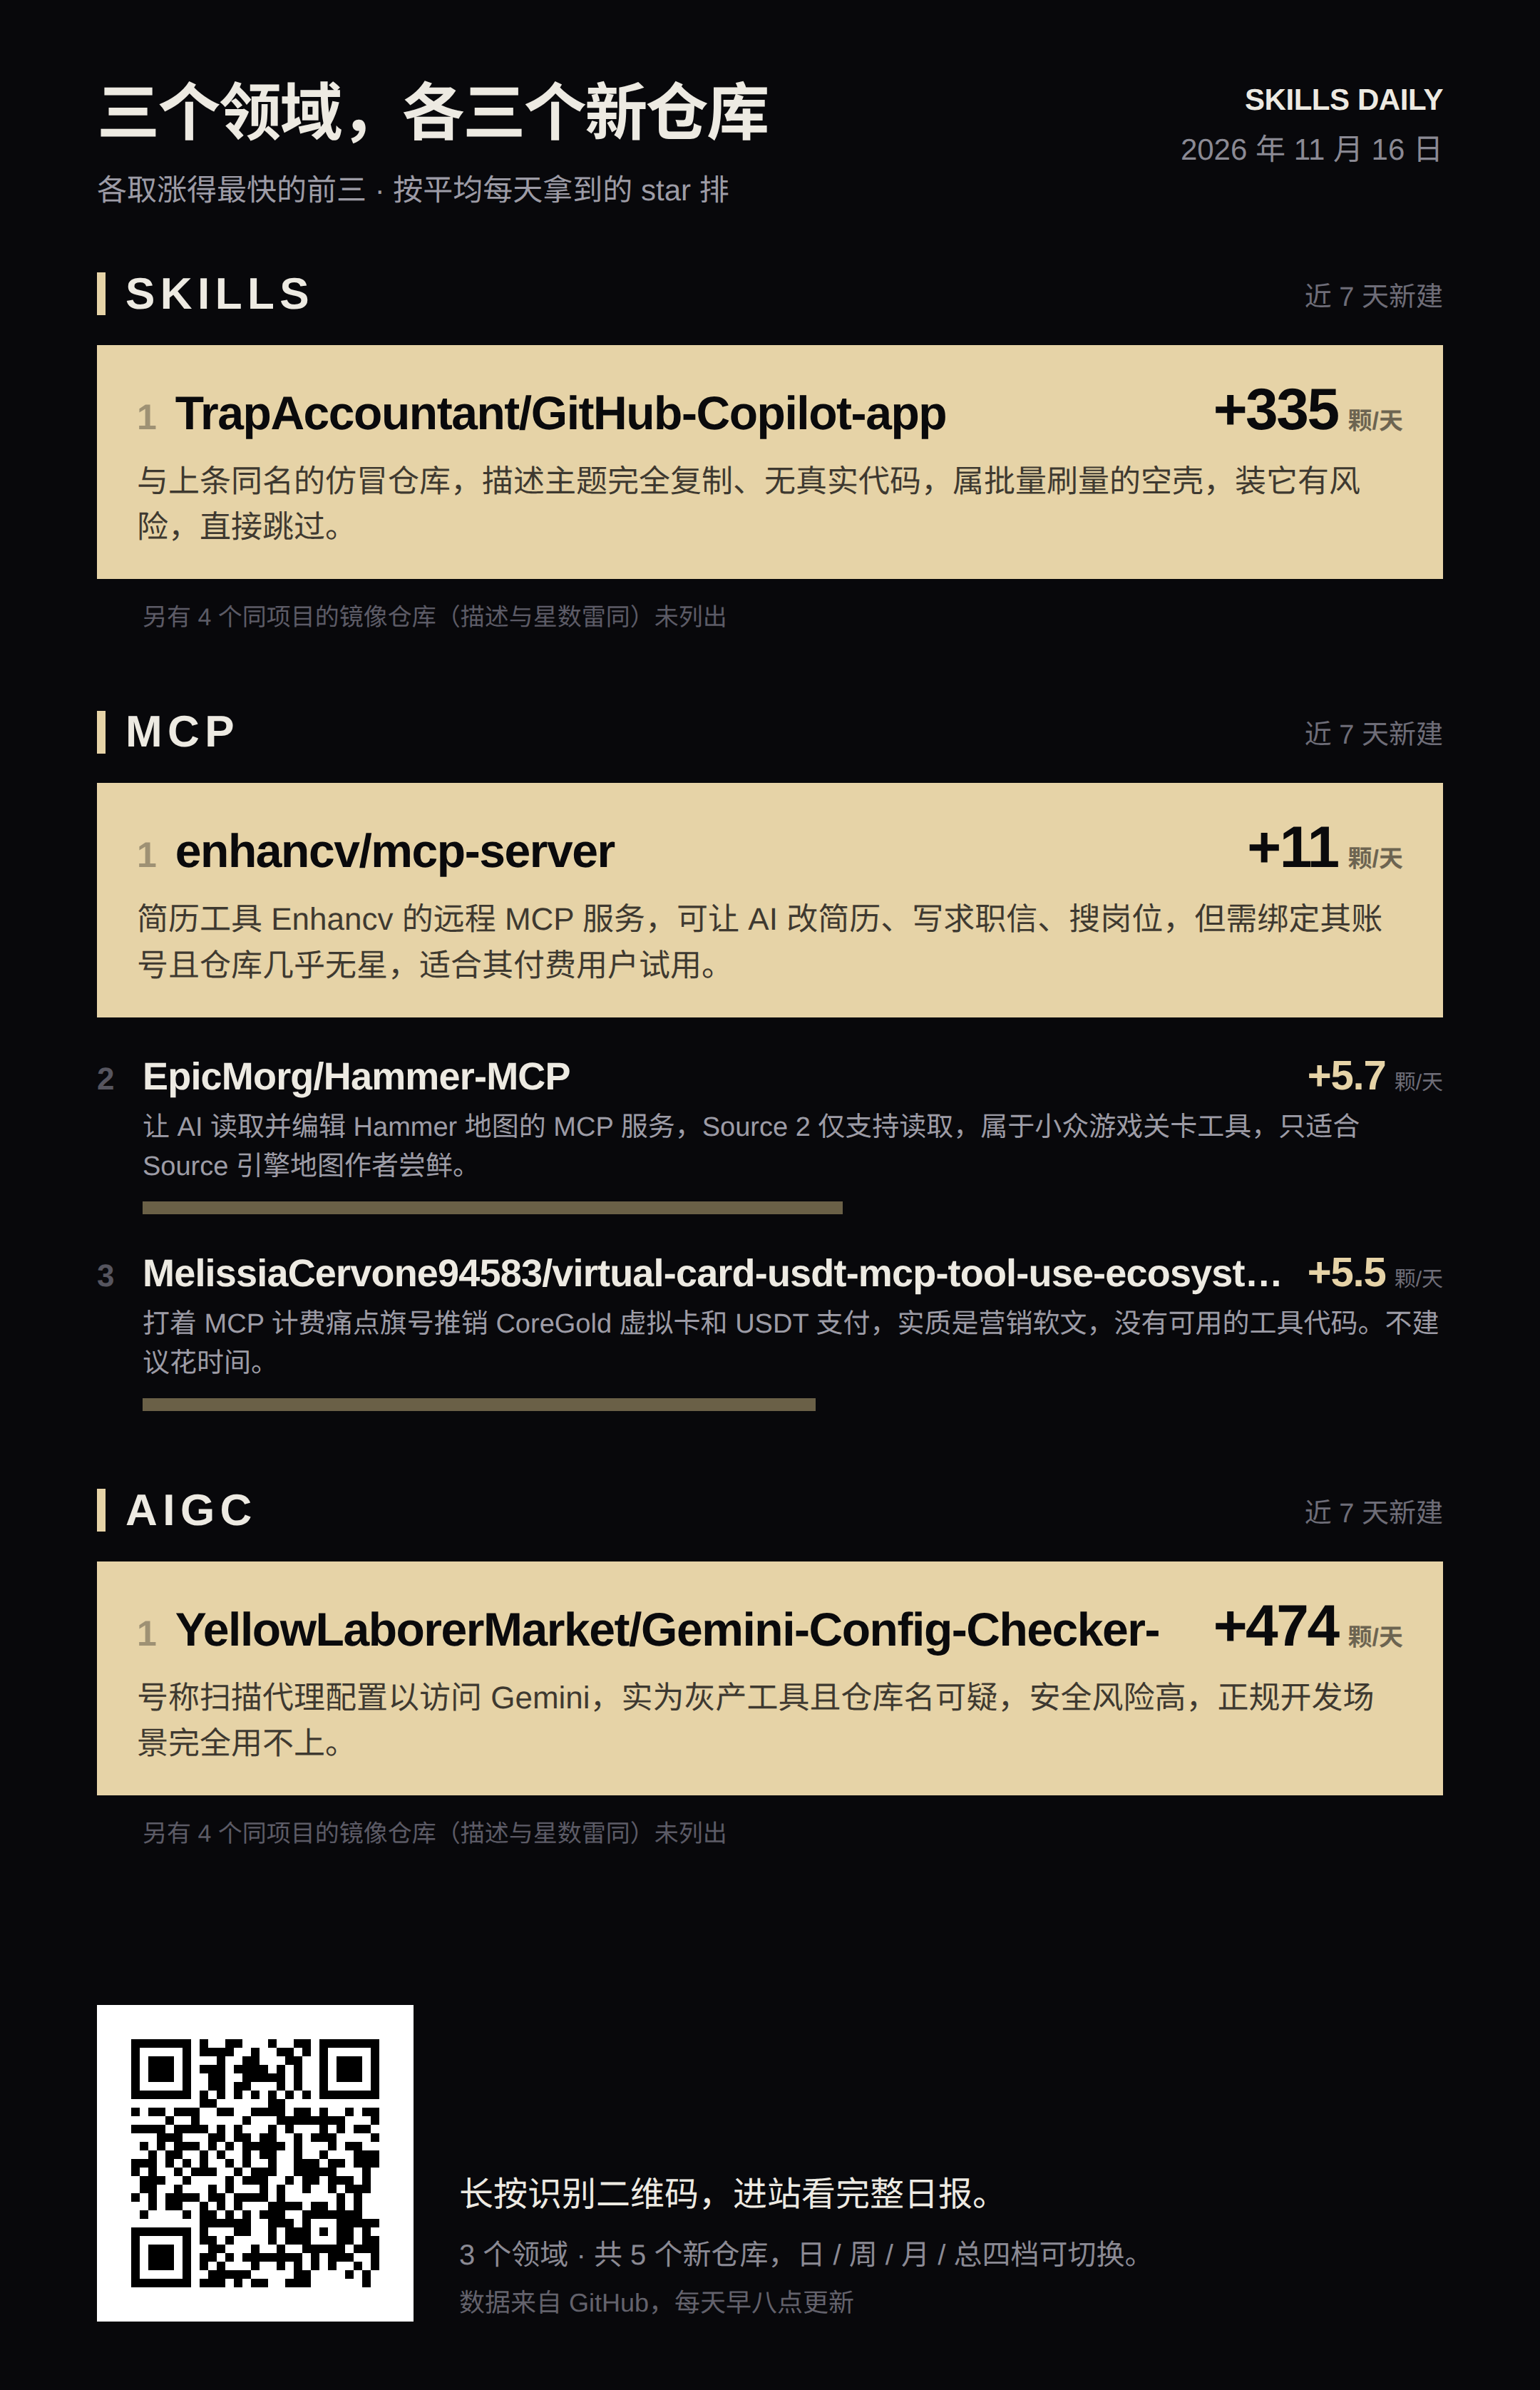 三个领域，各三个新仓库
SKILLS DAILY
2026 年 11 月 16 日
各取涨得最快的前三 · 按平均每天拿到的 star 排
SKILLS
近 7 天新建
1 TrapAccountant/GitHub-Copilot-app +335 颗/天
与上条同名的仿冒仓库，描述主题完全复制、无真实代码，属批量刷量的空壳，装它有风
险，直接跳过。
另有 4 个同项目的镜像仓库（描述与星数雷同）未列出
MCP
近 7 天新建
1 enhancv/mcp-server +11 颗/天
简历工具 Enhancv 的远程 MCP 服务，可让 AI 改简历、写求职信、搜岗位，但需绑定其账
号且仓库几乎无星，适合其付费用户试用。
2 EpicMorg/Hammer-MCP +5.7 颗/天
让 AI 读取并编辑 Hammer 地图的 MCP 服务，Source 2 仅支持读取，属于小众游戏关卡工具，只适合
Source 引擎地图作者尝鲜。
3 MelissiaCervone94583/virtual-card-usdt-mcp-tool-use-ecosyst… +5.5 颗/天
打着 MCP 计费痛点旗号推销 CoreGold 虚拟卡和 USDT 支付，实质是营销软文，没有可用的工具代码。不建
议花时间。
AIGC
近 7 天新建
1 YellowLaborerMarket/Gemini-Config-Checker- +474 颗/天
号称扫描代理配置以访问 Gemini，实为灰产工具且仓库名可疑，安全风险高，正规开发场
景完全用不上。
另有 4 个同项目的镜像仓库（描述与星数雷同）未列出
长按识别二维码，进站看完整日报。
3 个领域 · 共 5 个新仓库，日 / 周 / 月 / 总四档可切换。
数据来自 GitHub，每天早八点更新